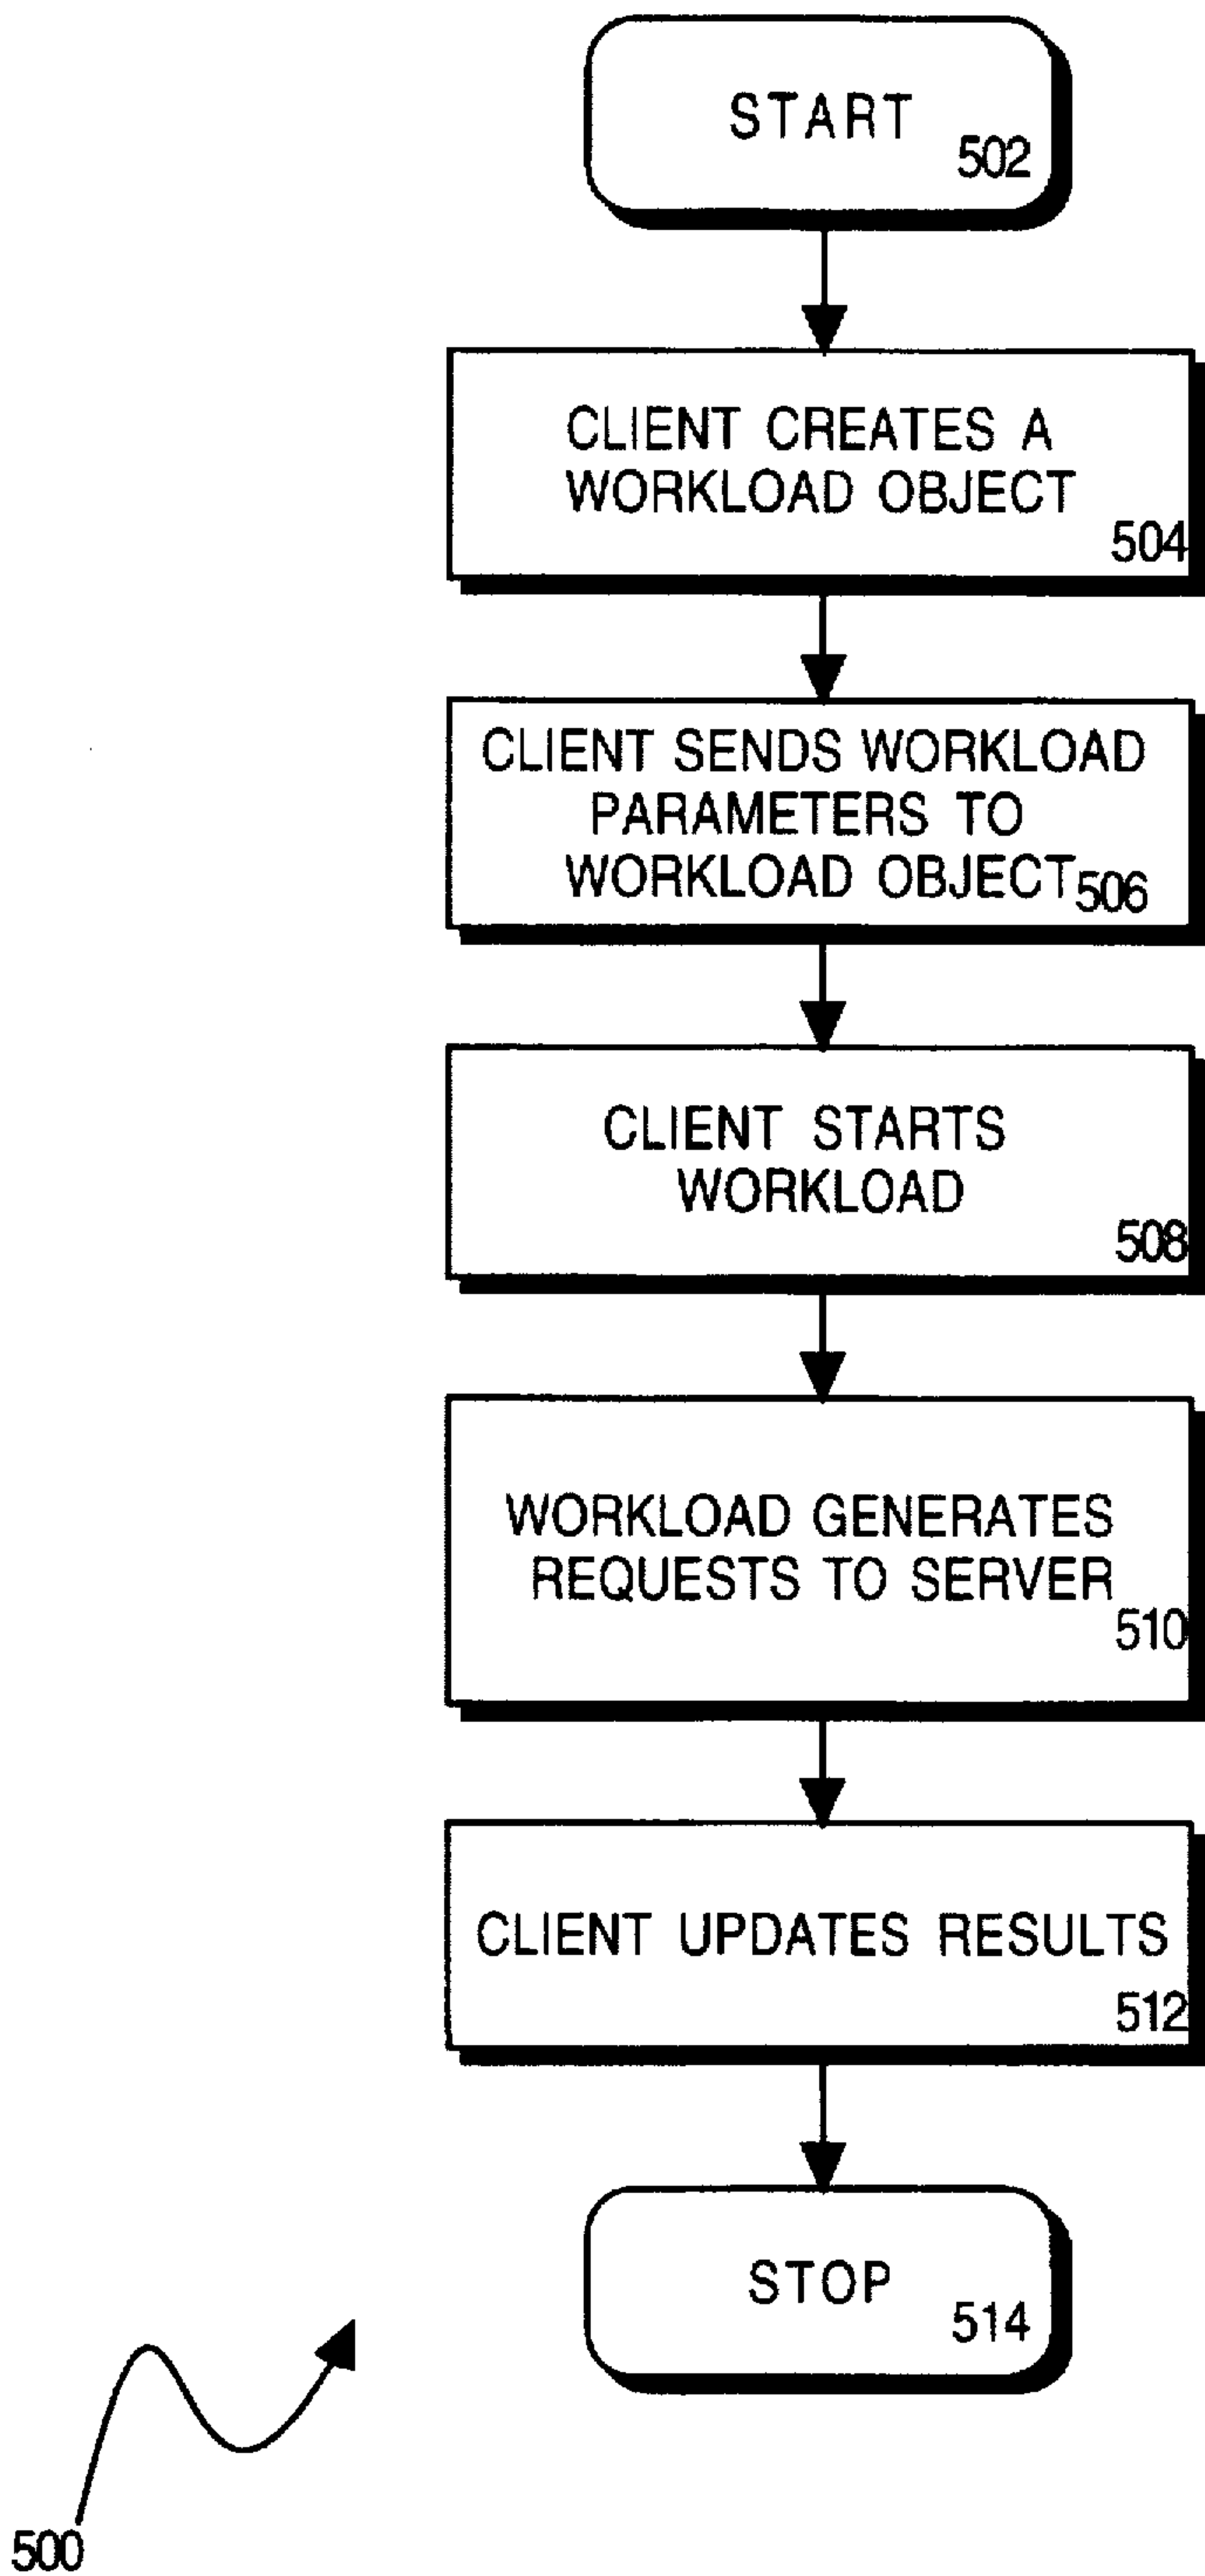 START
502
CLIENT CREATES A
WORKLOAD OBJECT
504
CLIENT SENDS WORKLOAD
PARAMETERS TO
WORKLOAD OBJECT
506
CLIENT STARTS
WORKLOAD
508
WORKLOAD GENERATES
REQUESTS TO SERVER
510
CLIENT UPDATES RESULTS
512
STOP
514
500